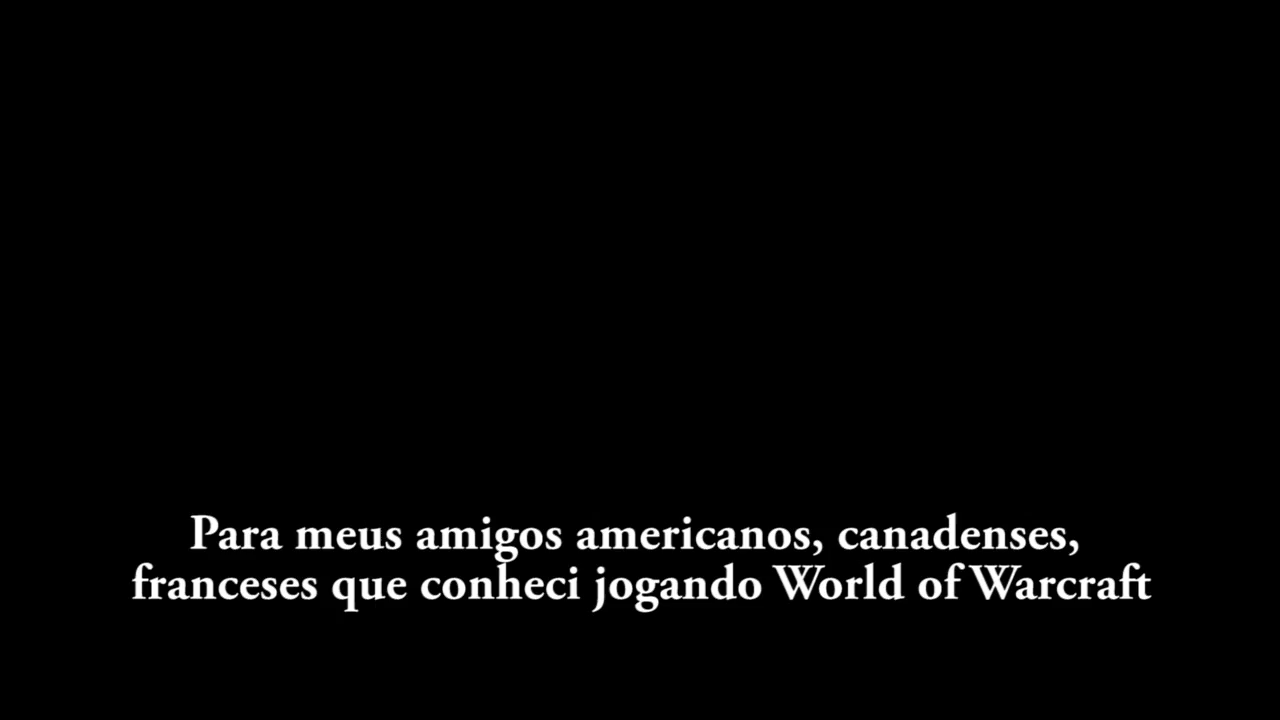 Para meus amigos americanos, canadenses,
franceses que conheci jogando World of Warcraft